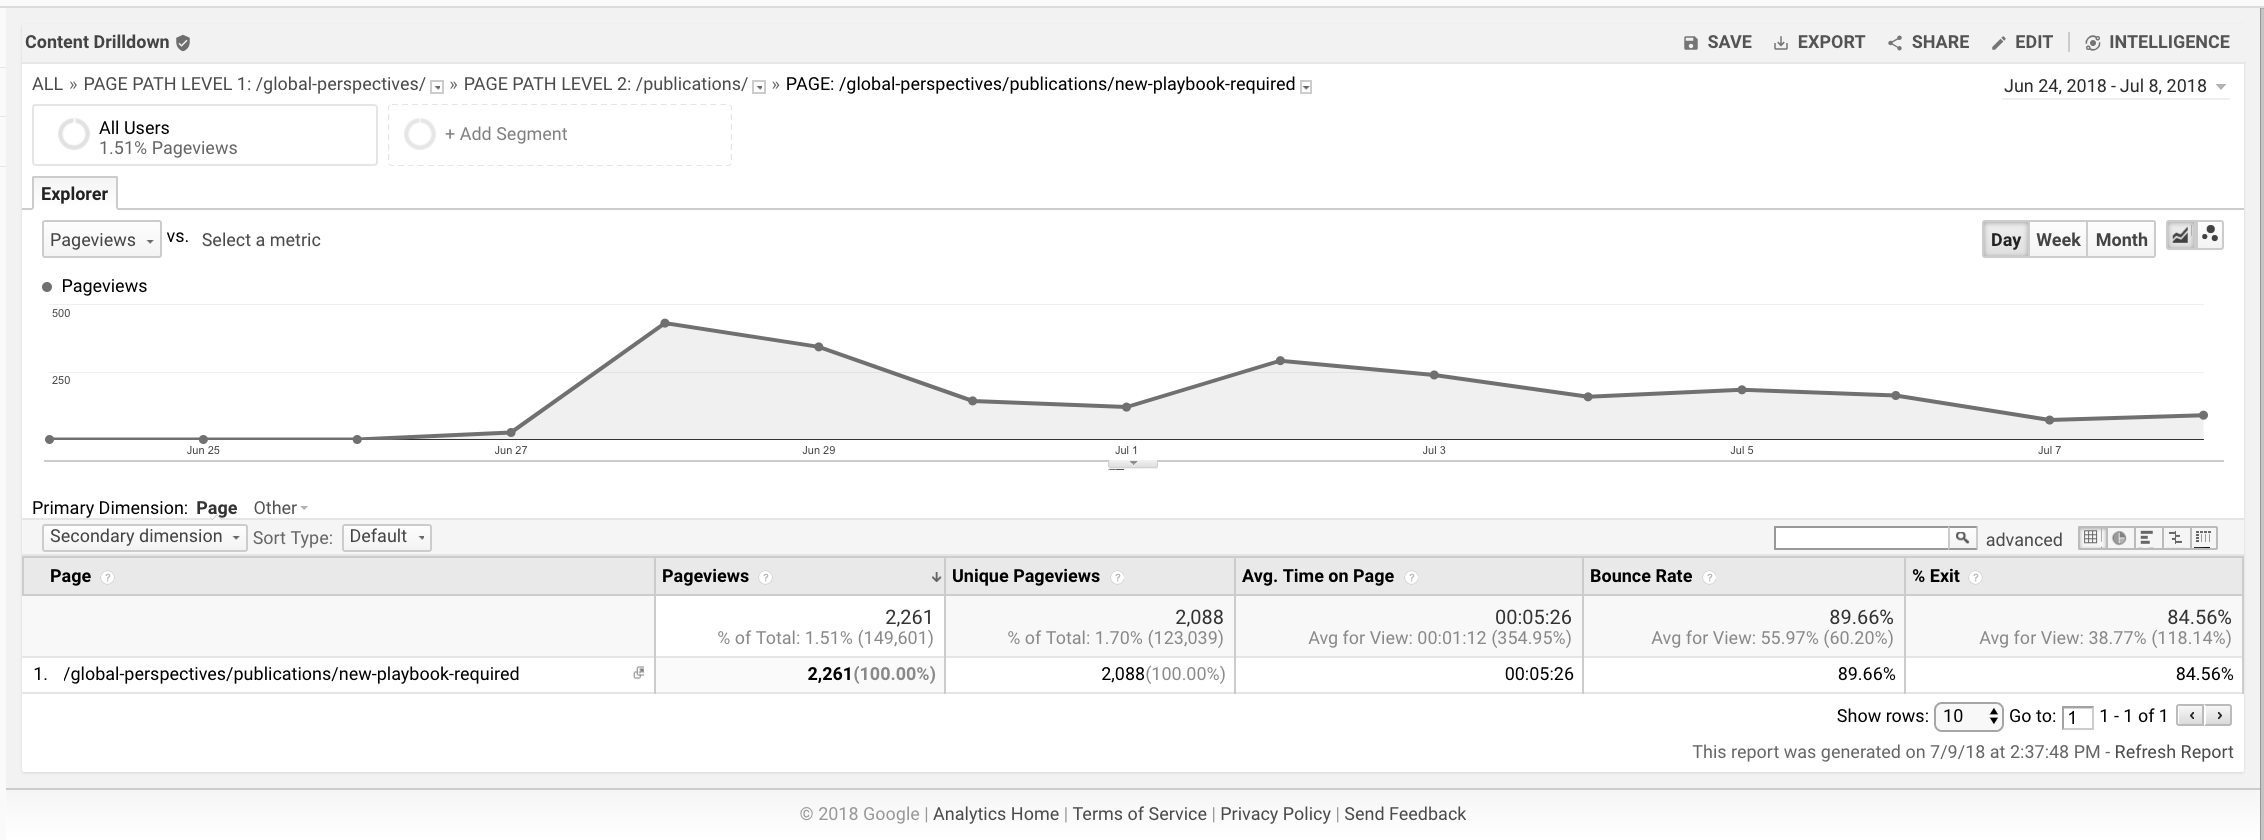 Content Drilldown
SAVE EXPORT SHARE EDIT INTELLIGENCE
ALL » PAGE PATH LEVEL 1: /global-perspectives/ » PAGE PATH LEVEL 2: /publications/ » PAGE: /global-perspectives/publications/new-playbook-required
Jun 24, 2018 - Jul 8, 2018
All Users
1.51% Pageviews
+ Add Segment
Explorer
Pageviews vs. Select a metric
Day Week Month
Pageviews
500
250
Jun 25 Jun 27 Jun 29 Jul 1 Jul 3 Jul 5 Jul 7
Primary Dimension: Page Other
Secondary dimension Sort Type: Default
advanced
Page ? Pageviews ? Unique Pageviews ? Avg. Time on Page ? Bounce Rate ? % Exit ?
2,261 2,088 00:05:26 89.66% 84.56%
% of Total: 1.51% (149,601) % of Total: 1.70% (123,039) Avg for View: 00:01:12 (354.95%) Avg for View: 55.97% (60.20%) Avg for View: 38.77% (118.14%)
1. /global-perspectives/publications/new-playbook-required 2,261(100.00%) 2,088(100.00%) 00:05:26 89.66% 84.56%
Show rows: 10 Go to: 1 1 - 1 of 1 ‹ ›
This report was generated on 7/9/18 at 2:37:48 PM - Refresh Report
© 2018 Google | Analytics Home | Terms of Service | Privacy Policy | Send Feedback